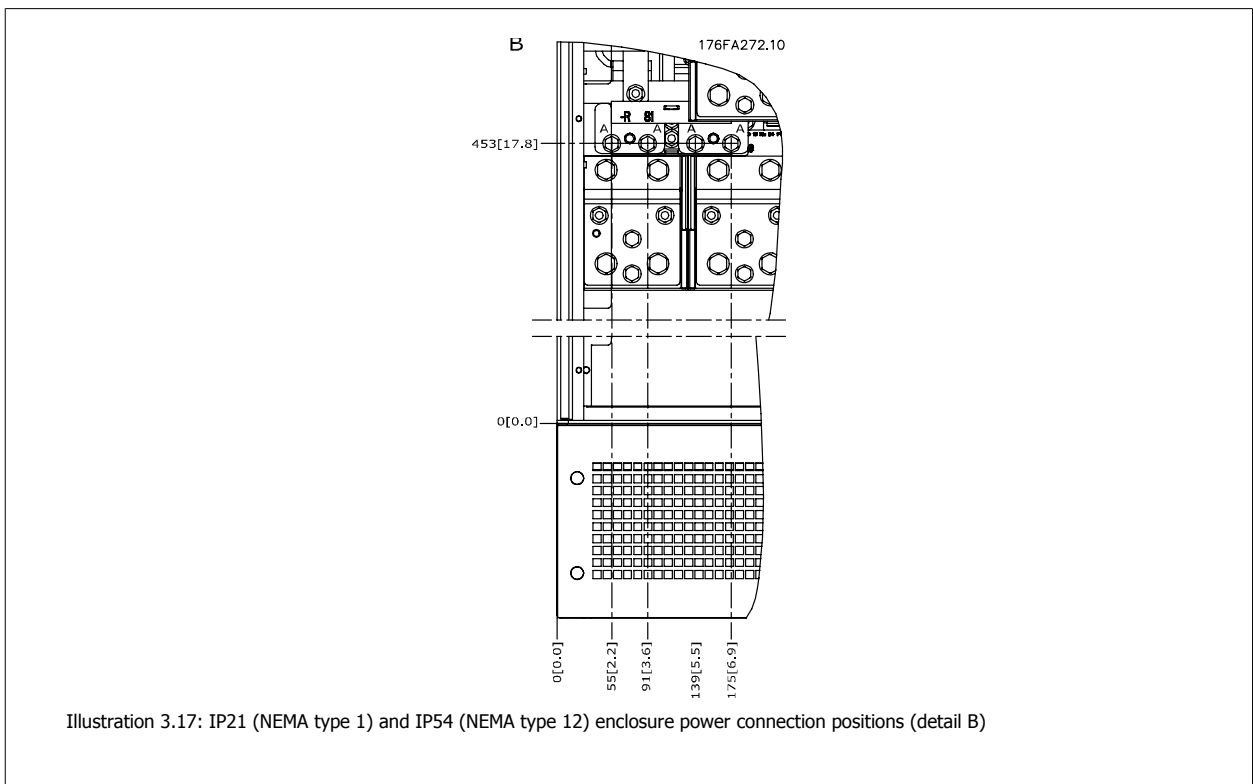 B
176FA272.10
-R 81
A A A A
453[17.8]
0[0.0]
0[0.0]
55[2.2]
91[3.6]
139[5.5]
175[6.9]
Illustration 3.17: IP21 (NEMA type 1) and IP54 (NEMA type 12) enclosure power connection positions (detail B)